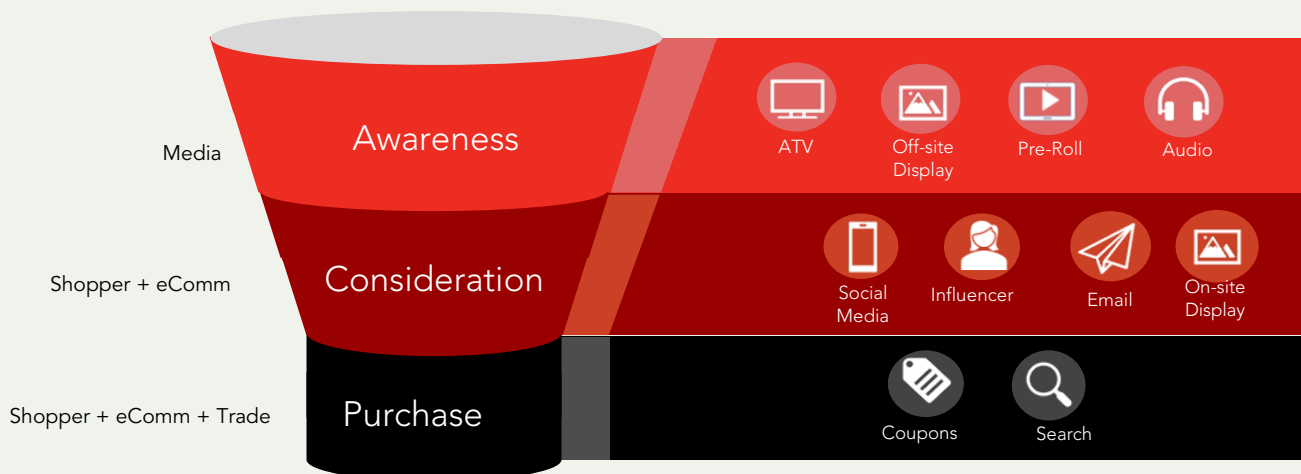 Media
Awareness
ATV
Off-site
Display
Pre-Roll
Audio
Shopper + eComm
Consideration
Social
Media
Influencer
Email
On-site
Display
Shopper + eComm + Trade
Purchase
Coupons
Search